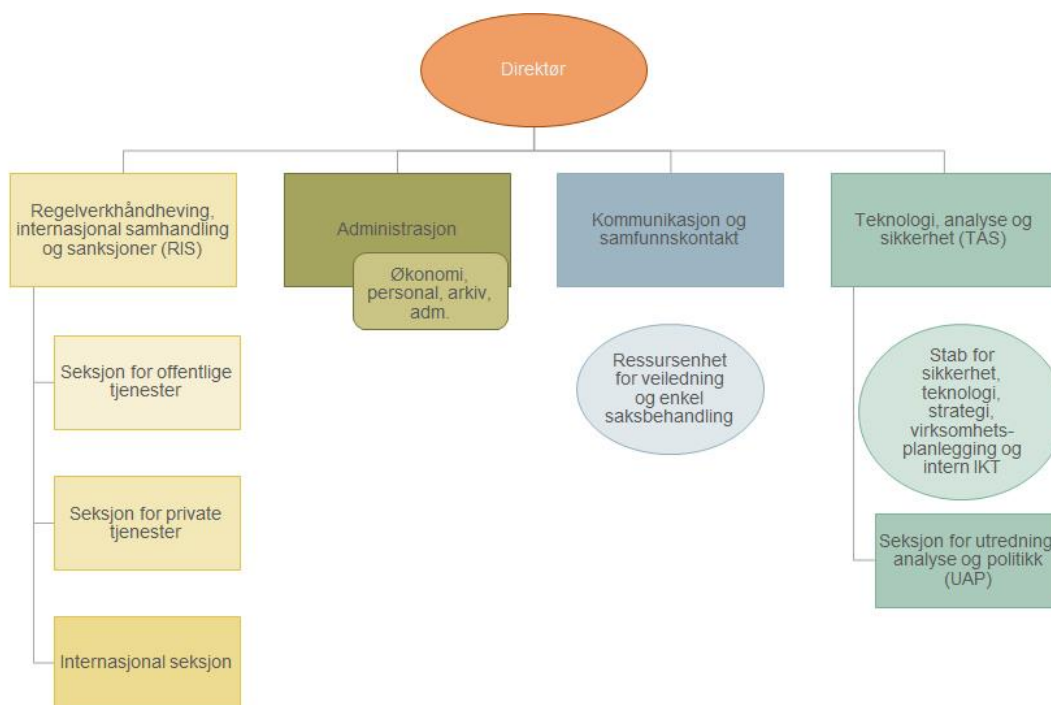 Direktør
Regelverkhåndheving,
internasjonal samhandling
og sanksjoner (RIS)
Administrasjon
Økonomi,
personal, arkiv,
adm.
Kommunikasjon og
samfunnskontakt
Teknologi, analyse og
sikkerhet (TAS)
Seksjon for offentlige
tjenester
Seksjon for private
tjenester
Internasjonal seksjon
Ressursenhet
for veiledning
og enkel
saksbehandling
Stab for
sikkerhet,
teknologi,
strategi,
virksomhets-
planlegging og
intern IKT
Seksjon for utredning,
analyse og politikk
(UAP)